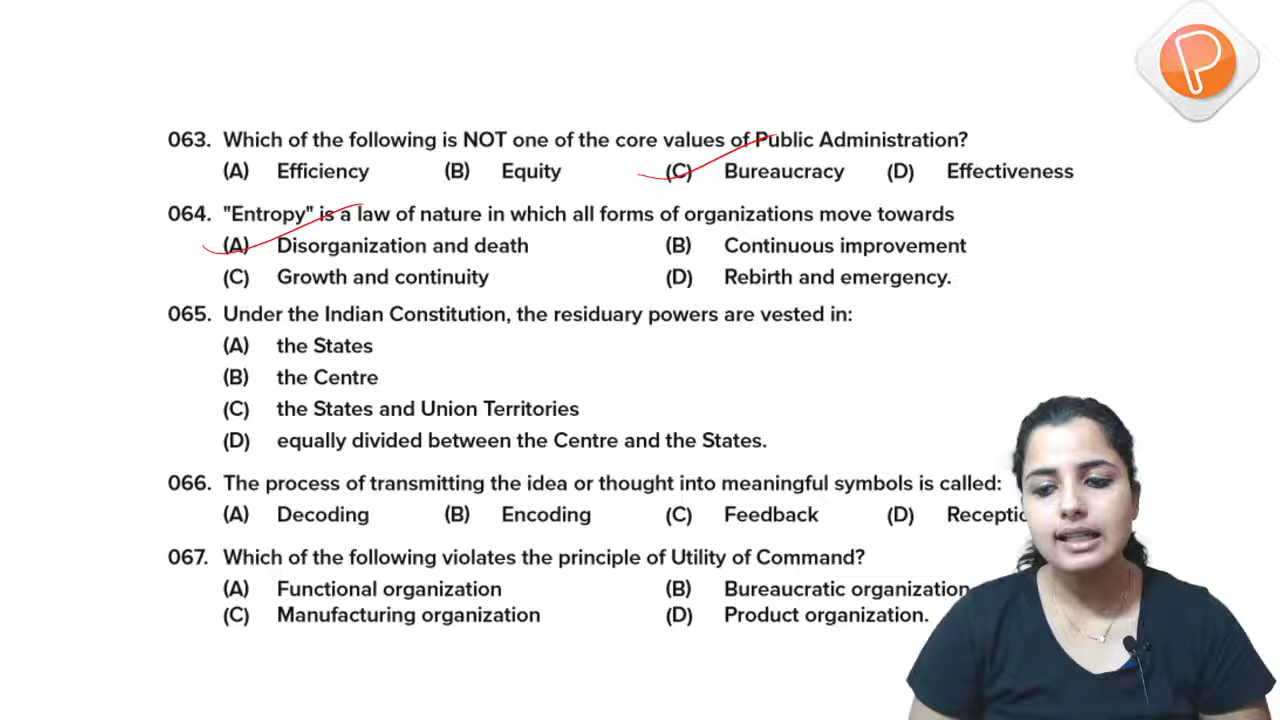 063. Which of the following is NOT one of the core values of Public Administration?
(A) Efficiency (B) Equity (C) Bureaucracy (D) Effectiveness
064. "Entropy" is a law of nature in which all forms of organizations move towards
(A) Disorganization and death (B) Continuous improvement
(C) Growth and continuity (D) Rebirth and emergency.
065. Under the Indian Constitution, the residuary powers are vested in:
(A) the States
(B) the Centre
(C) the States and Union Territories
(D) equally divided between the Centre and the States.
066. The process of transmitting the idea or thought into meaningful symbols is called:
(A) Decoding (B) Encoding (C) Feedback (D)
067. Which of the following violates the principle of Utility of Command?
(A) Functional organization (B) Bureaucratic organization
(C) Manufacturing organization (D) Product organization.